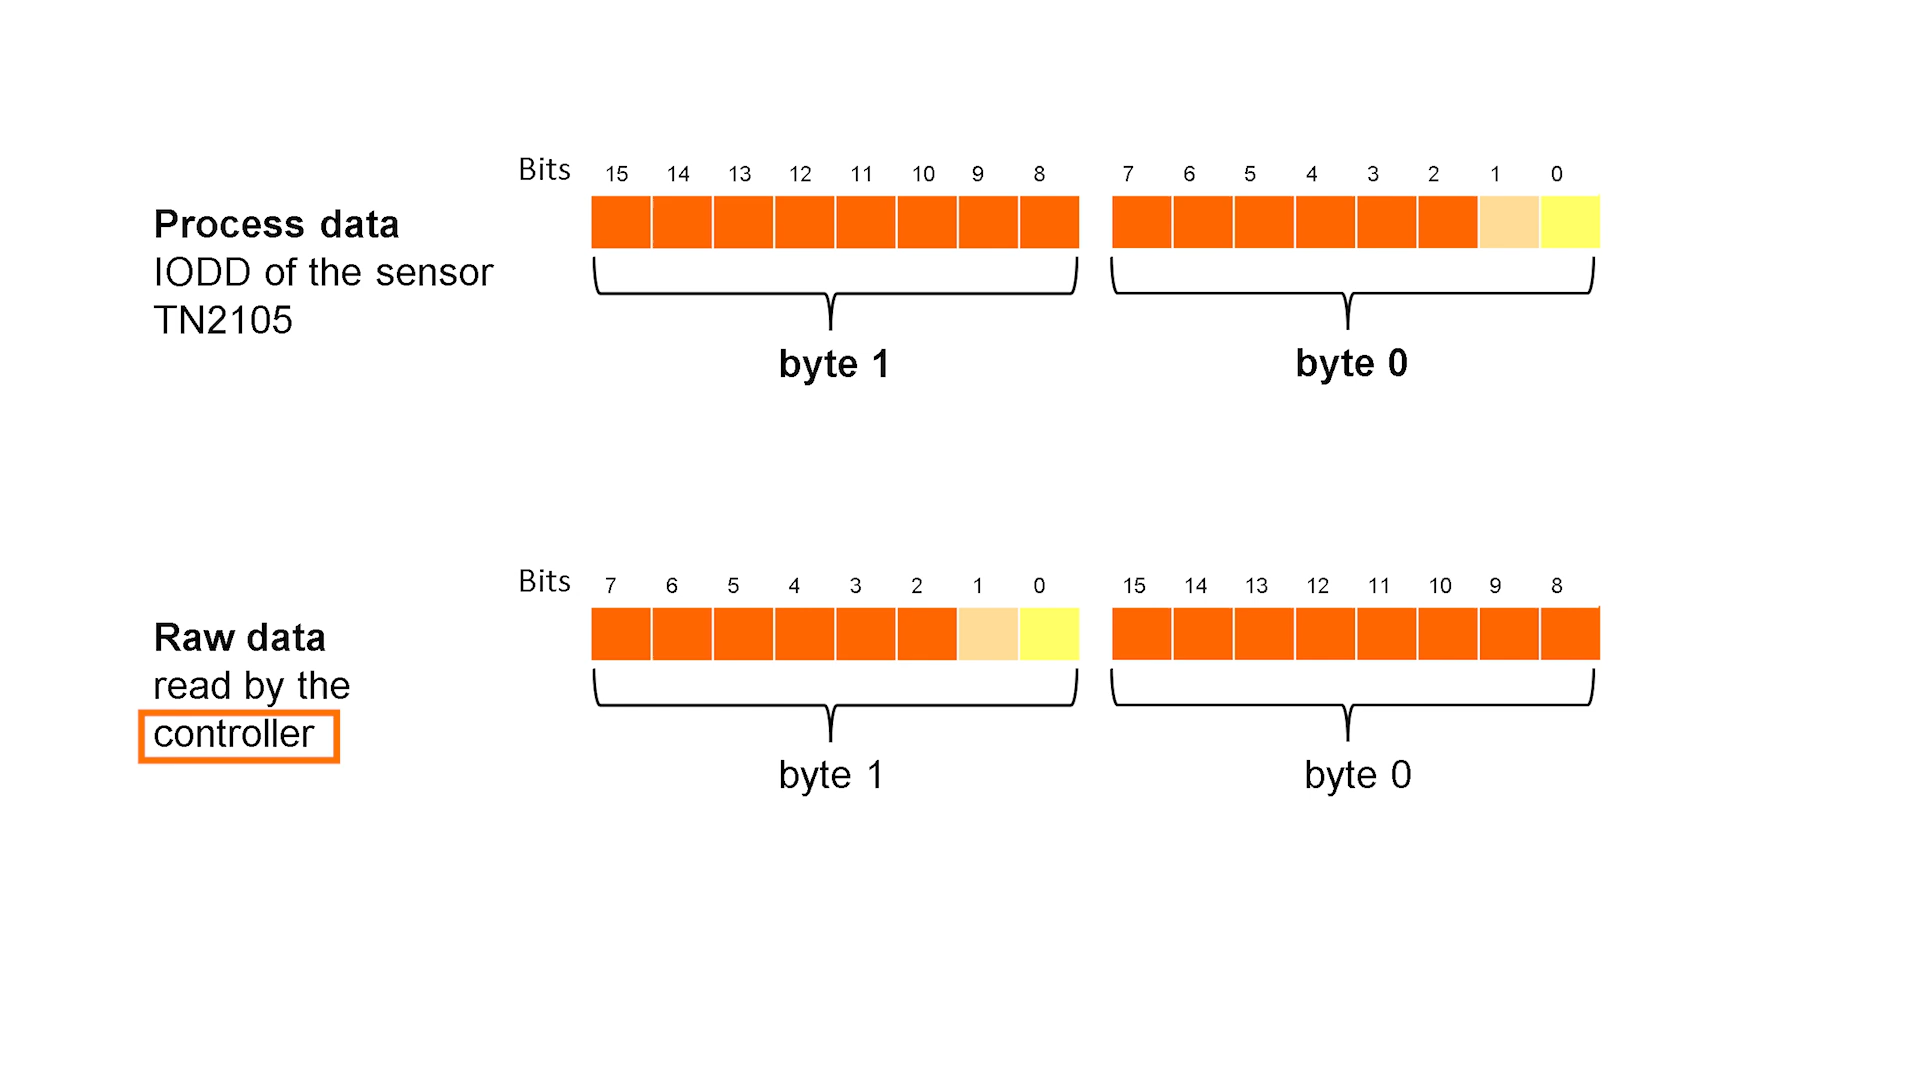 Bits 15 14 13 12 11 10 9 8 7 6 5 4 3 2 1 0
Process data
IODD of the sensor
TN2105
byte 1 byte 0
Bits 7 6 5 4 3 2 1 0 15 14 13 12 11 10 9 8
Raw data
read by the
controller
byte 1 byte 0